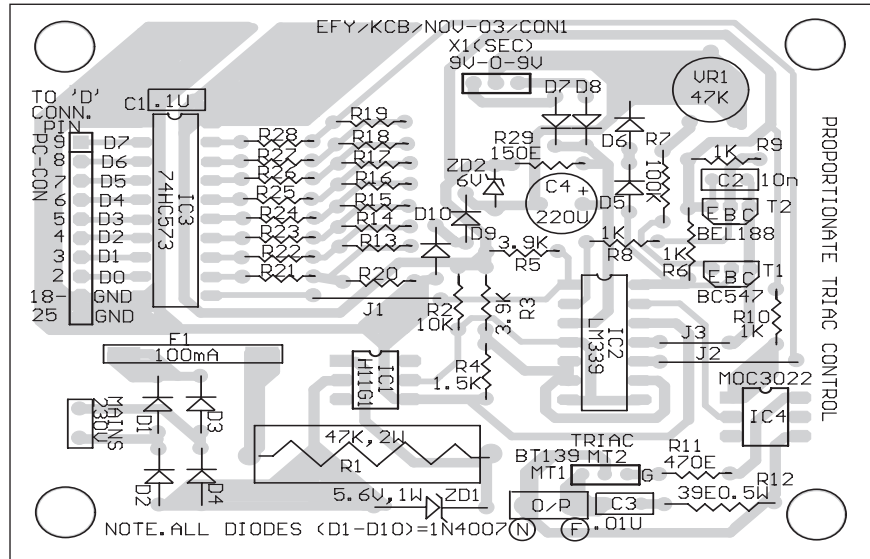 EFY/KCB/NOV-03/CON1
X1(SEC)
9V-0-9V
VR1
47K
TO 'D'
CONN.
PIN
PC-CON
C1 .1U
9 D7
8 D6
7 D5
6 D4
5 D3
4 D2
3 D1
2 D0
18- GND
25 GND
IC3
74HC573
R28
R27
R26
R25
R24
R23
R22
R21
R19
R18
R17
R16
R15
R14
R13
R20
J1
D7 D8
R29
150E
ZD2
6V
C4 +
220U
D6
D5
R7
100K
R9
1K
C2 10n
EBC T2
BEL188
D10
D9
3.9K
R5
1K
R8
1K
R6
EBC T1
BC547
R10
1K
R2
10K
R3
3.9K
R4
1.5K
IC2
LM339
J3
J2
PROPORTIONATE TRIAC CONTROL
F1
100mA
IC1
H11G1
MOC3022
IC4
MAINS
230V
D1
D3
D2
D4
47K,2W
R1
5.6V,1W ZD1
TRIAC
BT139 MT2
MT1 G
R11
470E
R12
39E0.5W
O/P C3
N F .01U
NOTE.ALL DIODES (D1-D10)=1N4007